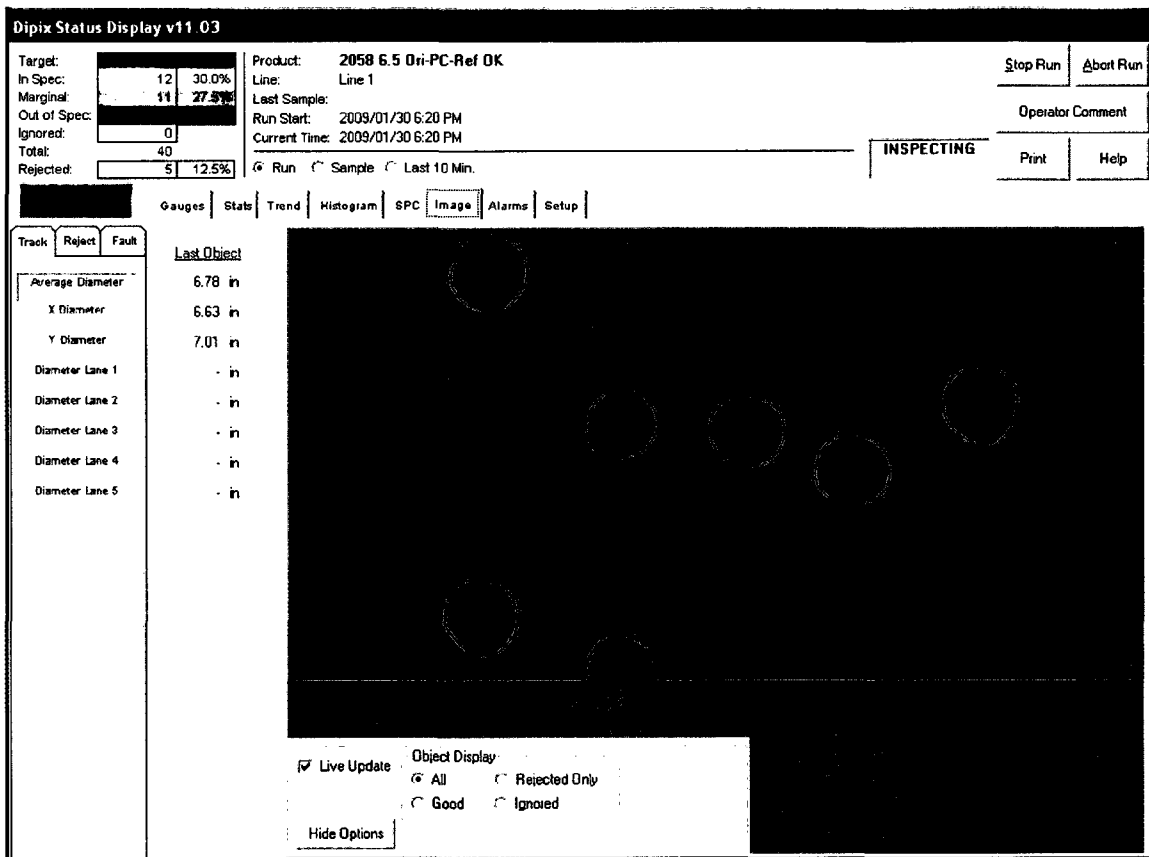 Dipix Status Display v11.03
Target:
In Spec: 12 30.0%
Marginal: 11 27.5%
Out of Spec:
Ignored: 0
Total: 40
Rejected: 5 12.5%
Product: 2058 6.5 Ori-PC-Ref OK
Line: Line 1
Last Sample:
Run Start: 2009/01/30 6:20 PM
Current Time: 2009/01/30 6:20 PM
Run Sample Last 10 Min.
INSPECTING
Stop Run Abort Run
Operator Comment
Print Help
Gauges Stats Trend Histogram SPC Image Alarms Setup
Track Reject Fault
Last Object
Average Diameter 6.78 in
X Diameter 6.63 in
Y Diameter 7.01 in
Diameter Lane 1 - in
Diameter Lane 2 - in
Diameter Lane 3 - in
Diameter Lane 4 - in
Diameter Lane 5 - in
Live Update
Object Display
All Rejected Only
Good Ignored
Hide Options